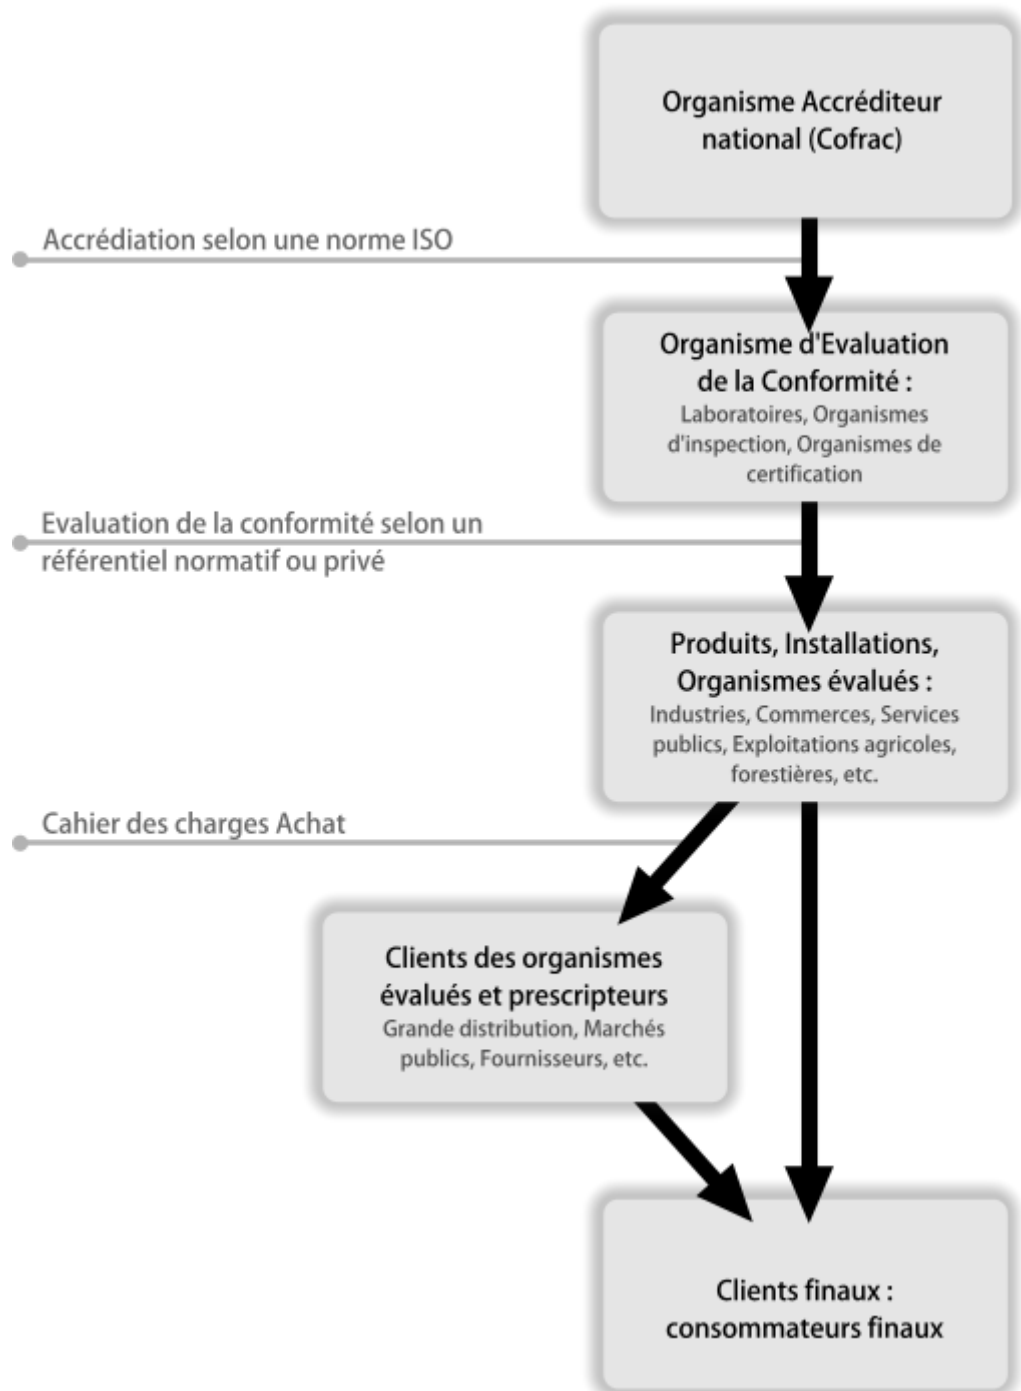 Organisme Accréditeur
national (Cofrac)
Accrédiation selon une norme ISO
Organisme d'Evaluation
de la Conformité :
Laboratoires, Organismes
d'inspection, Organismes de
certification
Evaluation de la conformité selon un
référentiel normatif ou privé
Produits, Installations,
Organismes évalués :
Industries, Commerces, Services
publics, Exploitations agricoles,
forestières, etc.
Cahier des charges Achat
Clients des organismes
évalués et prescripteurs
Grande distribution, Marchés
publics, Fournisseurs, etc.
Clients finaux :
consommateurs finaux